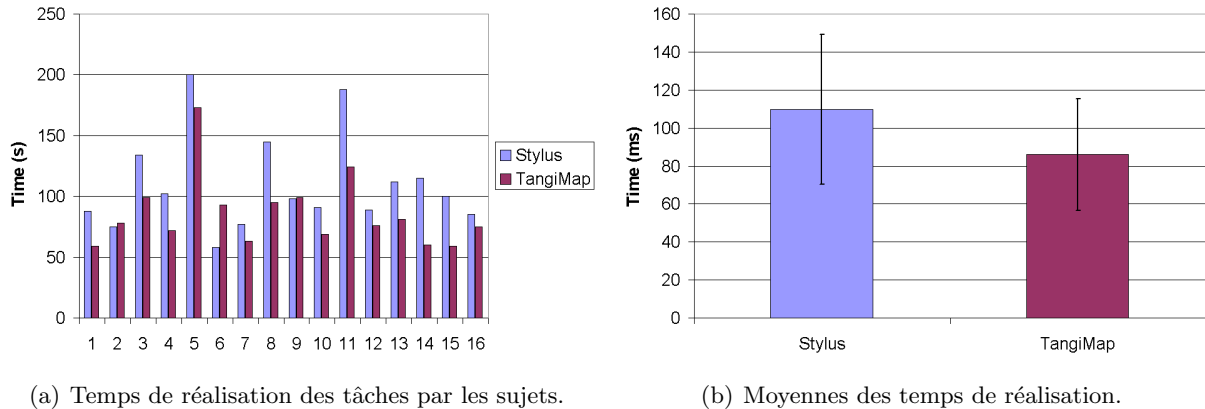 250
200
150
100
50
0
Time (s)
1 2 3 4 5 6 7 8 9 10 11 12 13 14 15 16
Stylus
TangiMap
(a) Temps de réalisation des tâches par les sujets.
160
140
120
100
80
60
40
20
0
Time (ms)
Stylus TangiMap
(b) Moyennes des temps de réalisation.